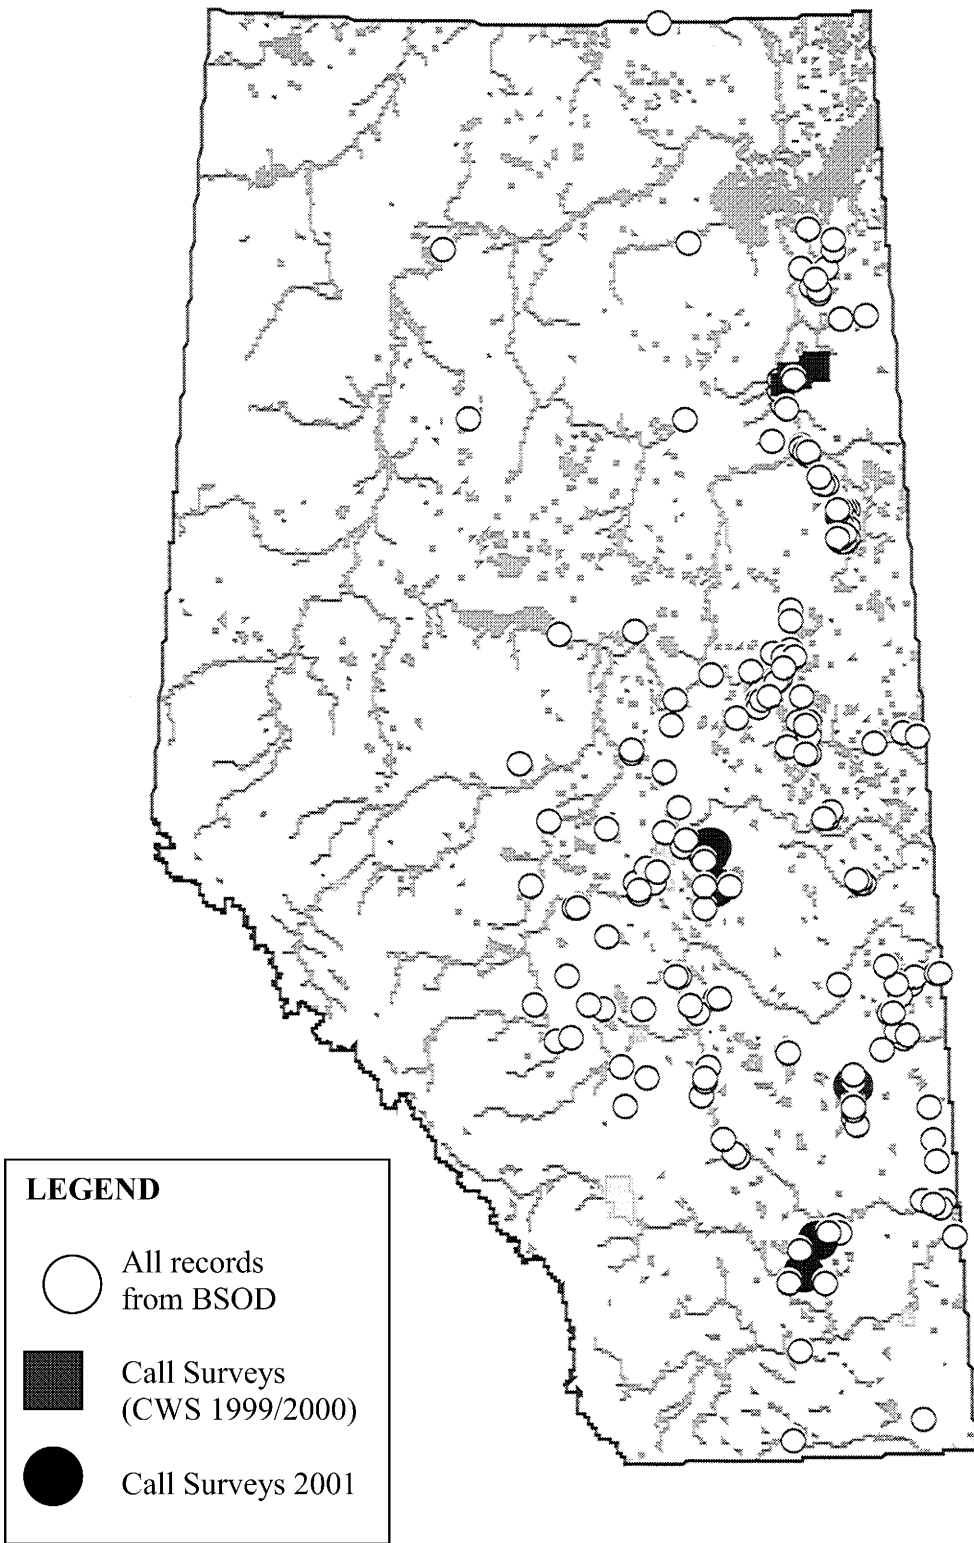 LEGEND
All records
from BSOD
Call Surveys
(CWS 1999/2000)
Call Surveys 2001